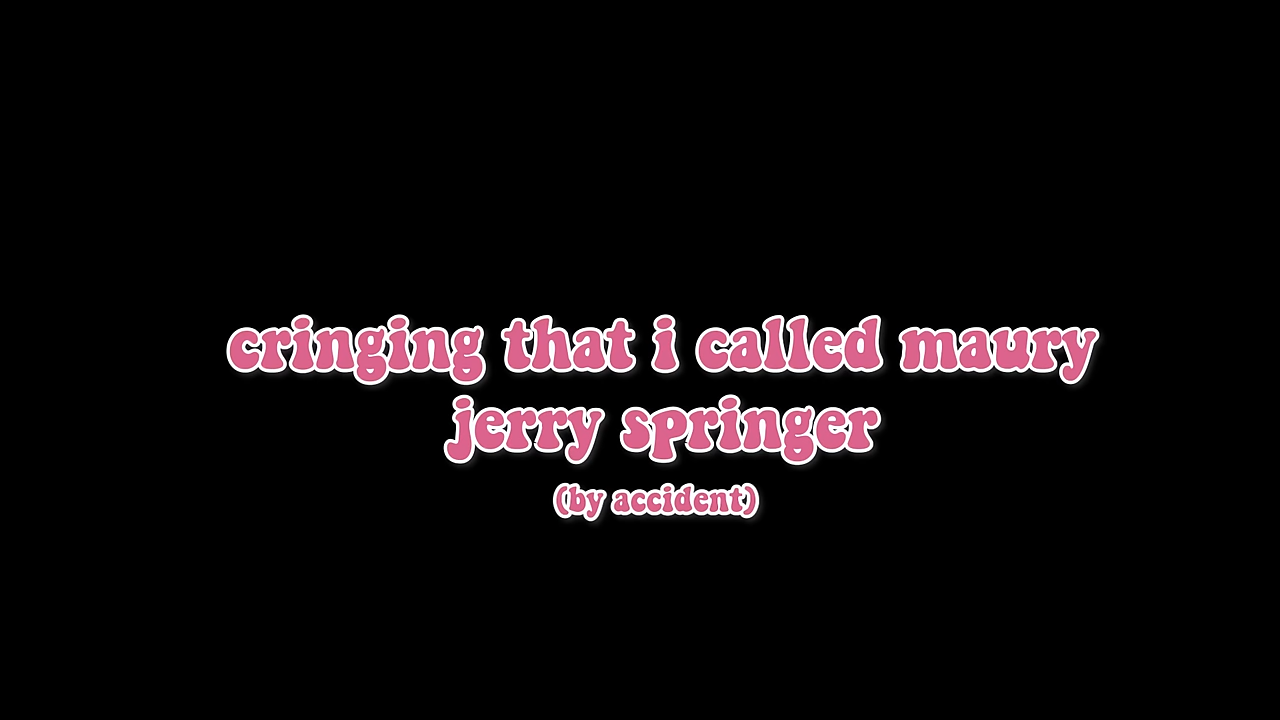 cringing that i called maury
jerry springer
(by accident)